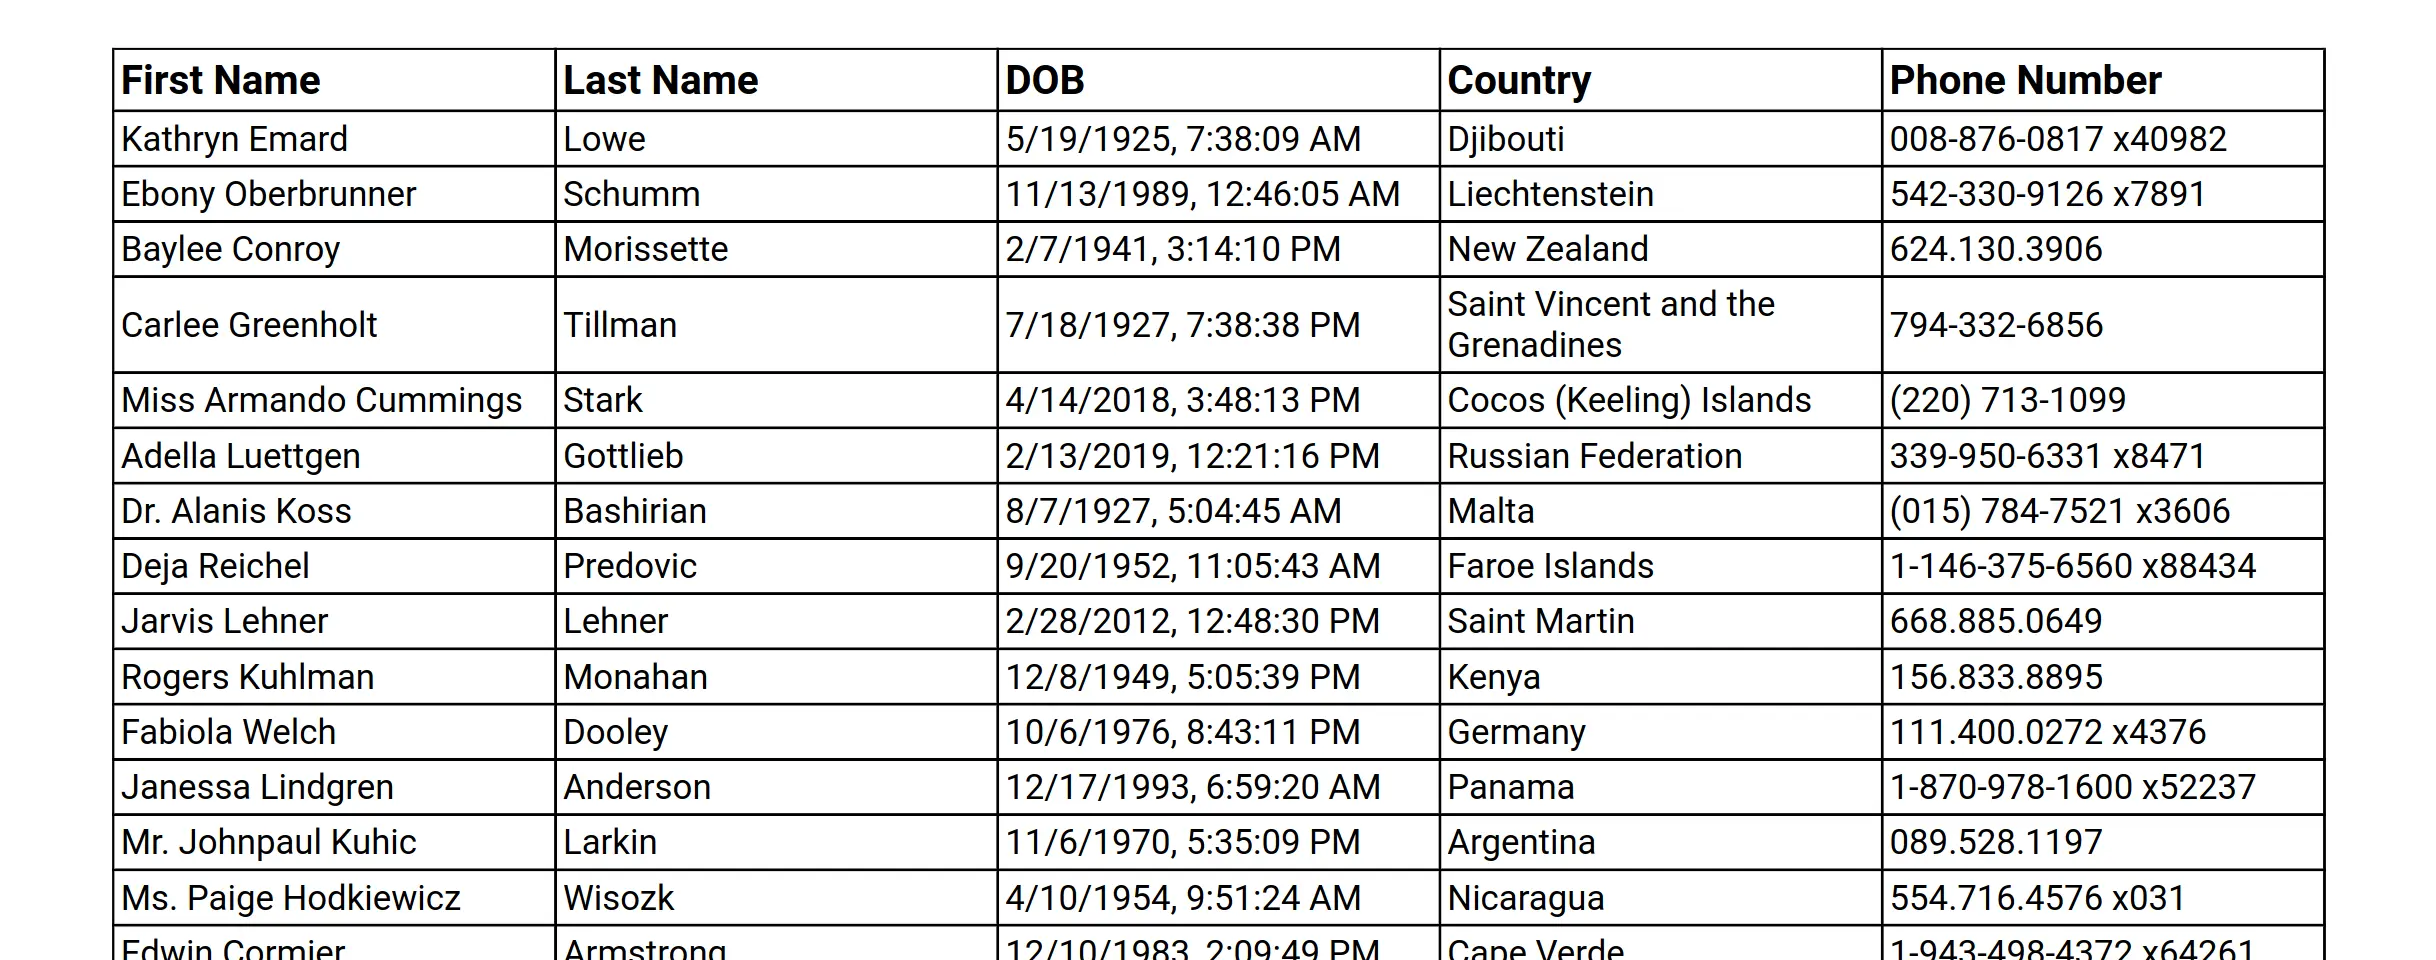 First Name Last Name DOB Country Phone Number
Kathryn Emard Lowe 5/19/1925, 7:38:09 AM Djibouti 008-876-0817 x40982
Ebony Oberbrunner Schumm 11/13/1989, 12:46:05 AM Liechtenstein 542-330-9126 x7891
Baylee Conroy Morissette 2/7/1941, 3:14:10 PM New Zealand 624.130.3906
Carlee Greenholt Tillman 7/18/1927, 7:38:38 PM Saint Vincent and the
Grenadines 794-332-6856
Miss Armando Cummings Stark 4/14/2018, 3:48:13 PM Cocos (Keeling) Islands (220) 713-1099
Adella Luettgen Gottlieb 2/13/2019, 12:21:16 PM Russian Federation 339-950-6331 x8471
Dr. Alanis Koss Bashirian 8/7/1927, 5:04:45 AM Malta (015) 784-7521 x3606
Deja Reichel Predovic 9/20/1952, 11:05:43 AM Faroe Islands 1-146-375-6560 x88434
Jarvis Lehner Lehner 2/28/2012, 12:48:30 PM Saint Martin 668.885.0649
Rogers Kuhlman Monahan 12/8/1949, 5:05:39 PM Kenya 156.833.8895
Fabiola Welch Dooley 10/6/1976, 8:43:11 PM Germany 111.400.0272 x4376
Janessa Lindgren Anderson 12/17/1993, 6:59:20 AM Panama 1-870-978-1600 x52237
Mr. Johnpaul Kuhic Larkin 11/6/1970, 5:35:09 PM Argentina 089.528.1197
Ms. Paige Hodkiewicz Wisozk 4/10/1954, 9:51:24 AM Nicaragua 554.716.4576 x031
Edwin Cormier Armstrong 12/10/1983, 2:09:49 PM Cape Verde 1-943-498-4372 x64261